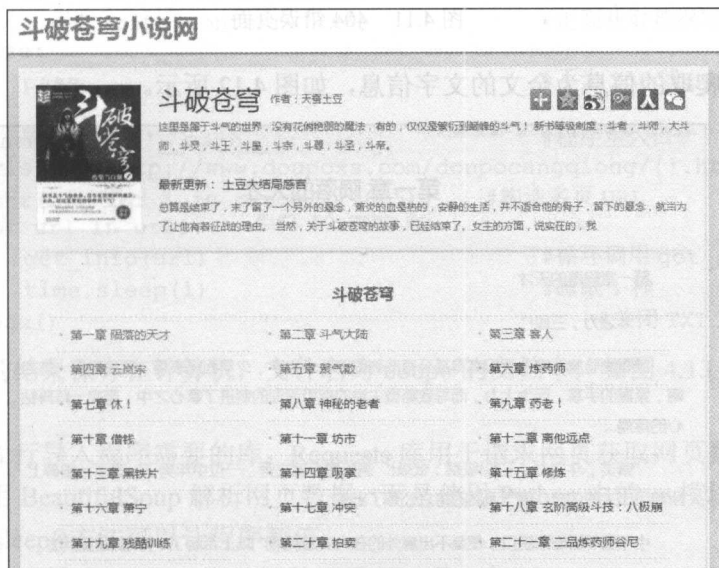 斗破苍穹小说网
斗破苍穹 作者：天蚕土豆
这里是属于斗气的世界，没有花俏艳丽的魔法，有的，仅仅是繁衍到巅峰的斗气！新书等级制度：斗者，斗师，大斗
师，斗灵，斗王，斗皇，斗宗，斗尊，斗圣，斗帝。
最新更新： 土豆大结局感言
总算是结束了，末了留了一个另外的悬念，萧炎的血是热的，安静的生活，并不适合他的骨子，留下的悬念，就当为
了让他有着征战的理由。 当然，关于斗破苍穹的故事，已经结束了，女主的方面，说实在的，我
斗破苍穹
第一章 陨落的天才 第二章 斗气大陆 第三章 客人
第四章 云岚宗 第五章 聚气散 第六章 炼药师
第七章 休！ 第八章 神秘的老者 第九章 药老！
第十章 借钱 第十一章 坊市 第十二章 离他远点
第十三章 黑铁片 第十四章 吸掌 第十五章 修炼
第十六章 萧宁 第十七章 冲突 第十八章 玄阶高级斗技：八极崩
第十九章 残酷训练 第二十章 拍卖 第二十一章 二品炼药师谷尼